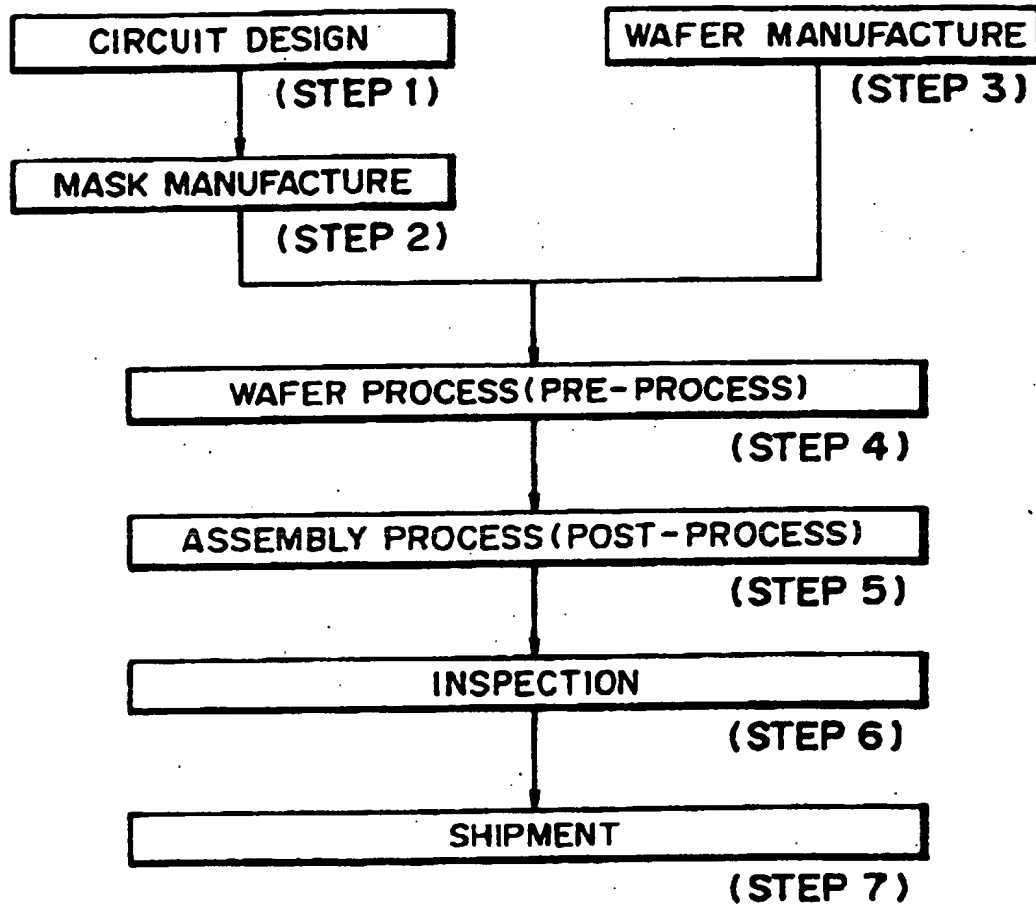 CIRCUIT DESIGN
(STEP 1)
WAFER MANUFACTURE
(STEP 3)
MASK MANUFACTURE
(STEP 2)
WAFER PROCESS(PRE-PROCESS)
(STEP 4)
ASSEMBLY PROCESS(POST-PROCESS)
(STEP 5)
INSPECTION
(STEP 6)
SHIPMENT
(STEP 7)